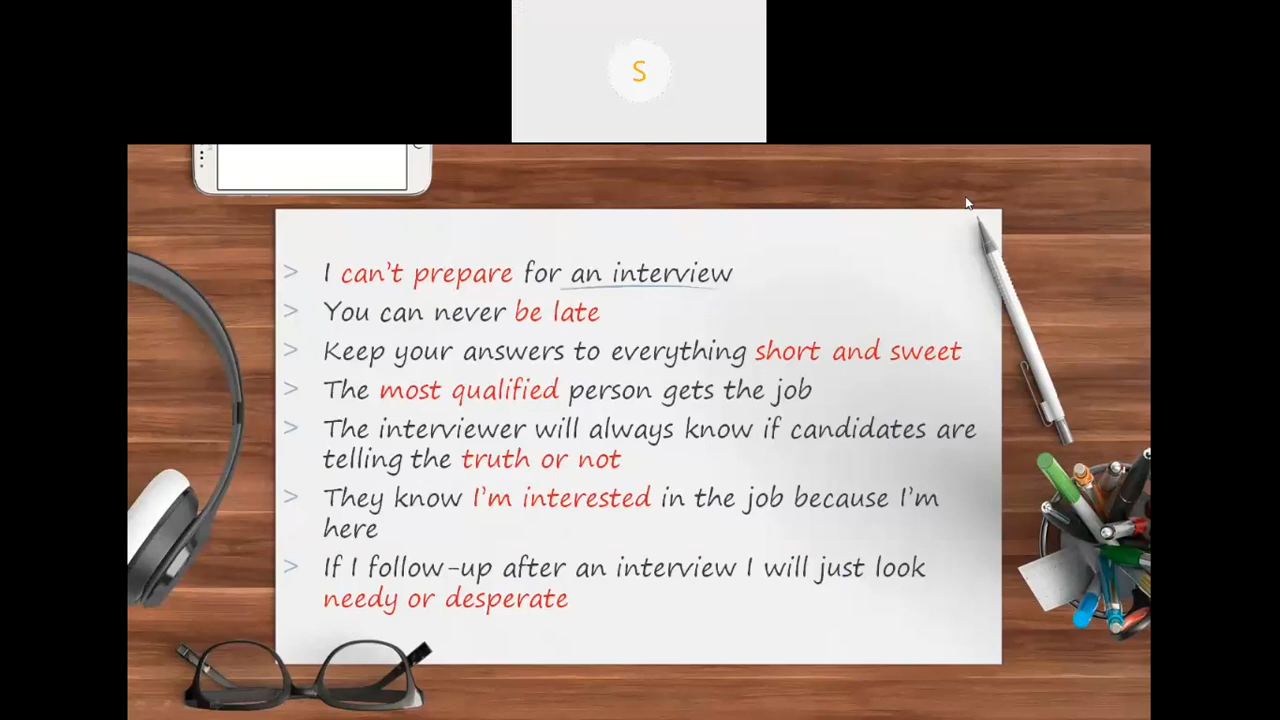 S
> I can't prepare for an interview
> You can never be late
> Keep your answers to everything short and sweet
> The most qualified person gets the job
> The interviewer will always know if candidates are
telling the truth or not
> They know I'm interested in the job because I'm
here
> If I follow-up after an interview I will just look
needy or desperate